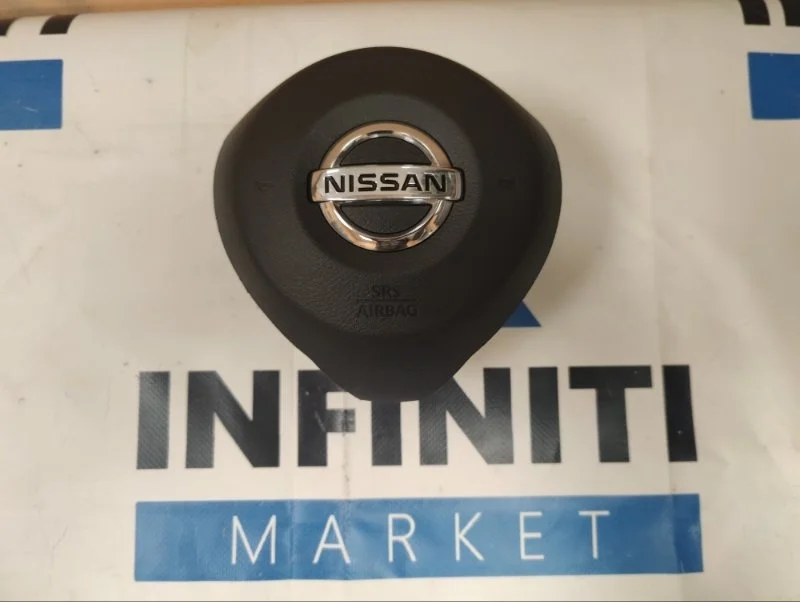 NISSAN
SRS
AIRBAG
INFINITI
MARKET